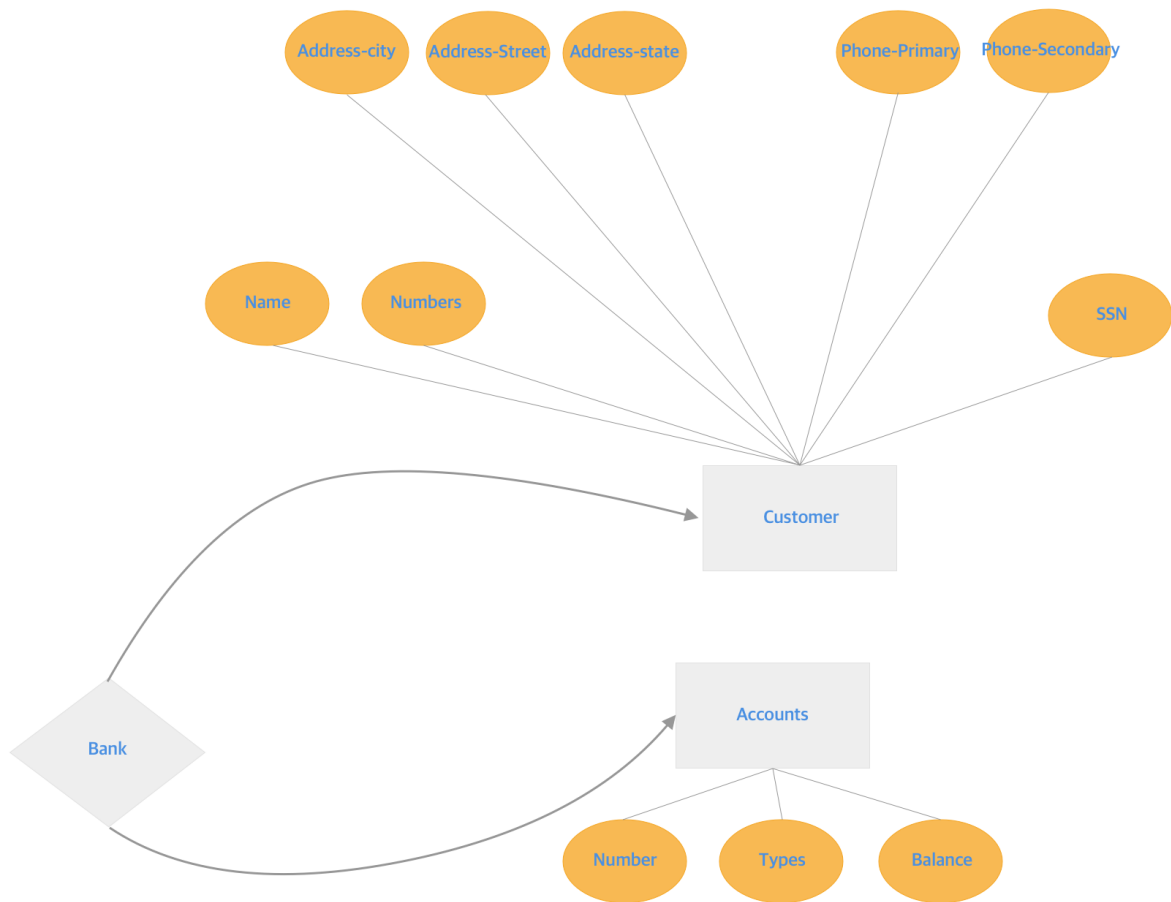 Address-city
Address-Street
Address-state
Phone-Primary
Phone-Secondary
Name
Numbers
SSN
Customer
Accounts
Bank
Number
Types
Balance